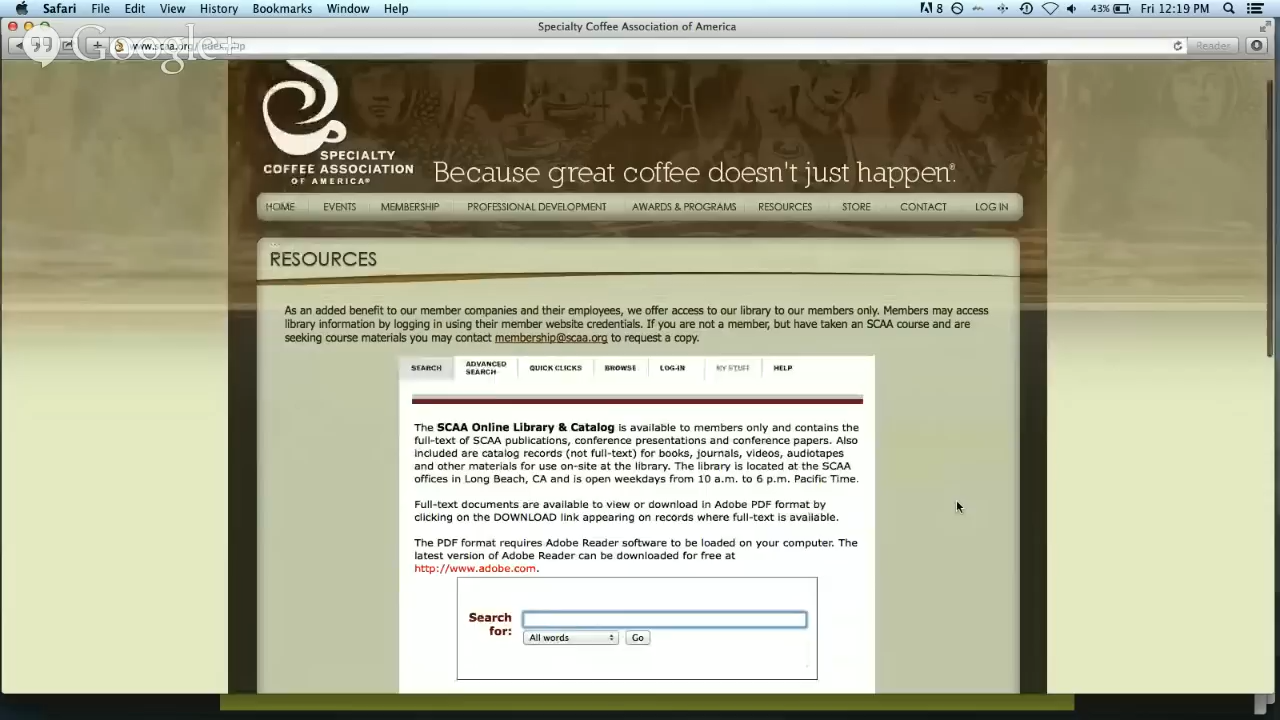 Safari File Edit View History Bookmarks Window Help 8 43% Fri 12:19 PM
Specialty Coffee Association of America
Google+
Reader
SPECIALTY
COFFEE ASSOCIATION
OF AMERICA®
Because great coffee doesn't just happen.®
HOME EVENTS MEMBERSHIP PROFESSIONAL DEVELOPMENT AWARDS & PROGRAMS RESOURCES STORE CONTACT LOG IN
RESOURCES
As an added benefit to our member companies and their employees, we offer access to our library to our members only. Members may access
library information by logging in using their member website credentials. If you are not a member, but have taken an SCAA course and are
seeking course materials you may contact membership@scaa.org to request a copy.
SEARCH ADVANCED SEARCH QUICK CLICKS BROWSE LOG-IN MY STUFF HELP
The SCAA Online Library & Catalog is available to members only and contains the
full-text of SCAA publications, conference presentations and conference papers. Also
included are catalog records (not full-text) for books, journals, videos, audiotapes
and other materials for use on-site at the library. The library is located at the SCAA
offices in Long Beach, CA and is open weekdays from 10 a.m. to 6 p.m. Pacific Time.
Full-text documents are available to view or download in Adobe PDF format by
clicking on the DOWNLOAD link appearing on records where full-text is available.
The PDF format requires Adobe Reader software to be loaded on your computer. The
latest version of Adobe Reader can be downloaded for free at
http://www.adobe.com.
Search
for:
All words Go